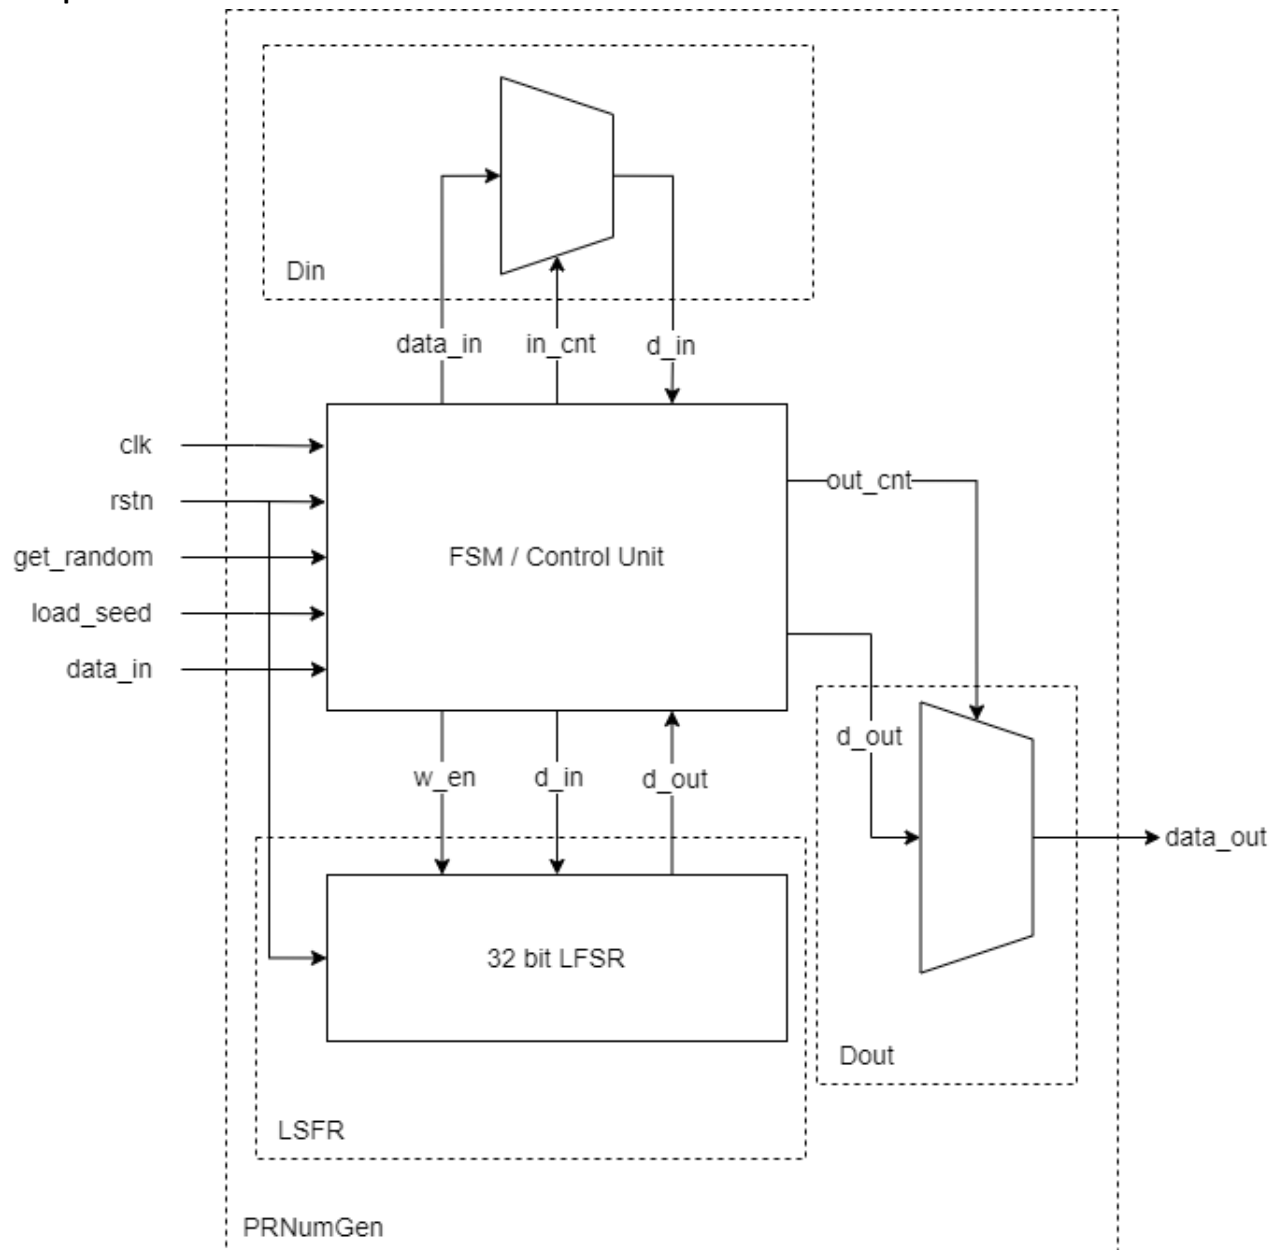 Din
data_in
in_cnt
d_in
clk
rstn
get_random
load_seed
data_in
FSM / Control Unit
out_cnt
d_out
w_en
d_in
d_out
data_out
32 bit LFSR
Dout
LSFR
PRNumGen